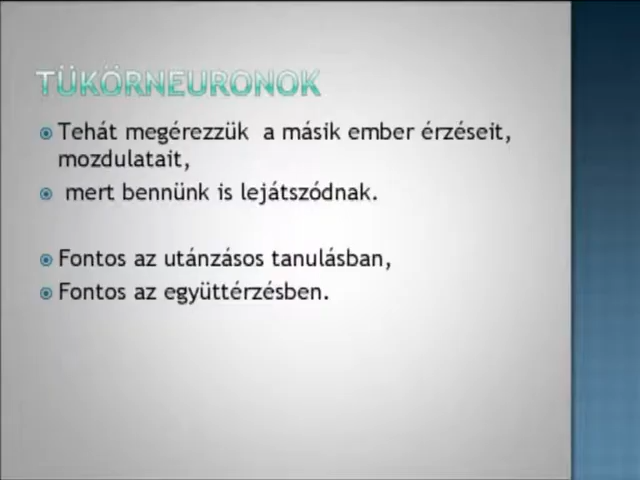 TÜKÖRNEURONOK
Tehát megérezzük a másik ember érzéseit,
mozdulatait,
mert bennünk is lejátszódnak.
Fontos az utánzásos tanulásban,
Fontos az együttérzésben.